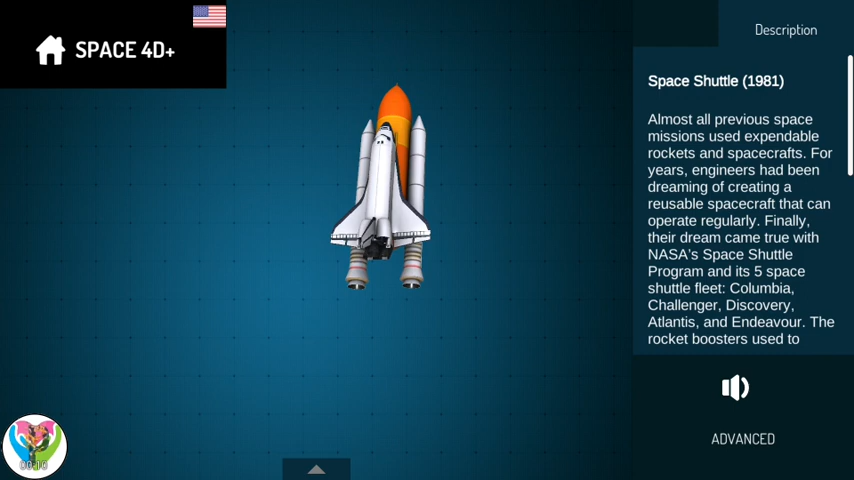 SPACE 4D+
Description
Space Shuttle (1981)
Almost all previous space
missions used expendable
rockets and spacecrafts. For
years, engineers had been
dreaming of creating a
reusable spacecraft that can
operate regularly. Finally,
their dream came true with
NASA's Space Shuttle
Program and its 5 space
shuttle fleet: Columbia,
Challenger, Discovery,
Atlantis, and Endeavour. The
rocket boosters used to
ADVANCED
00:10